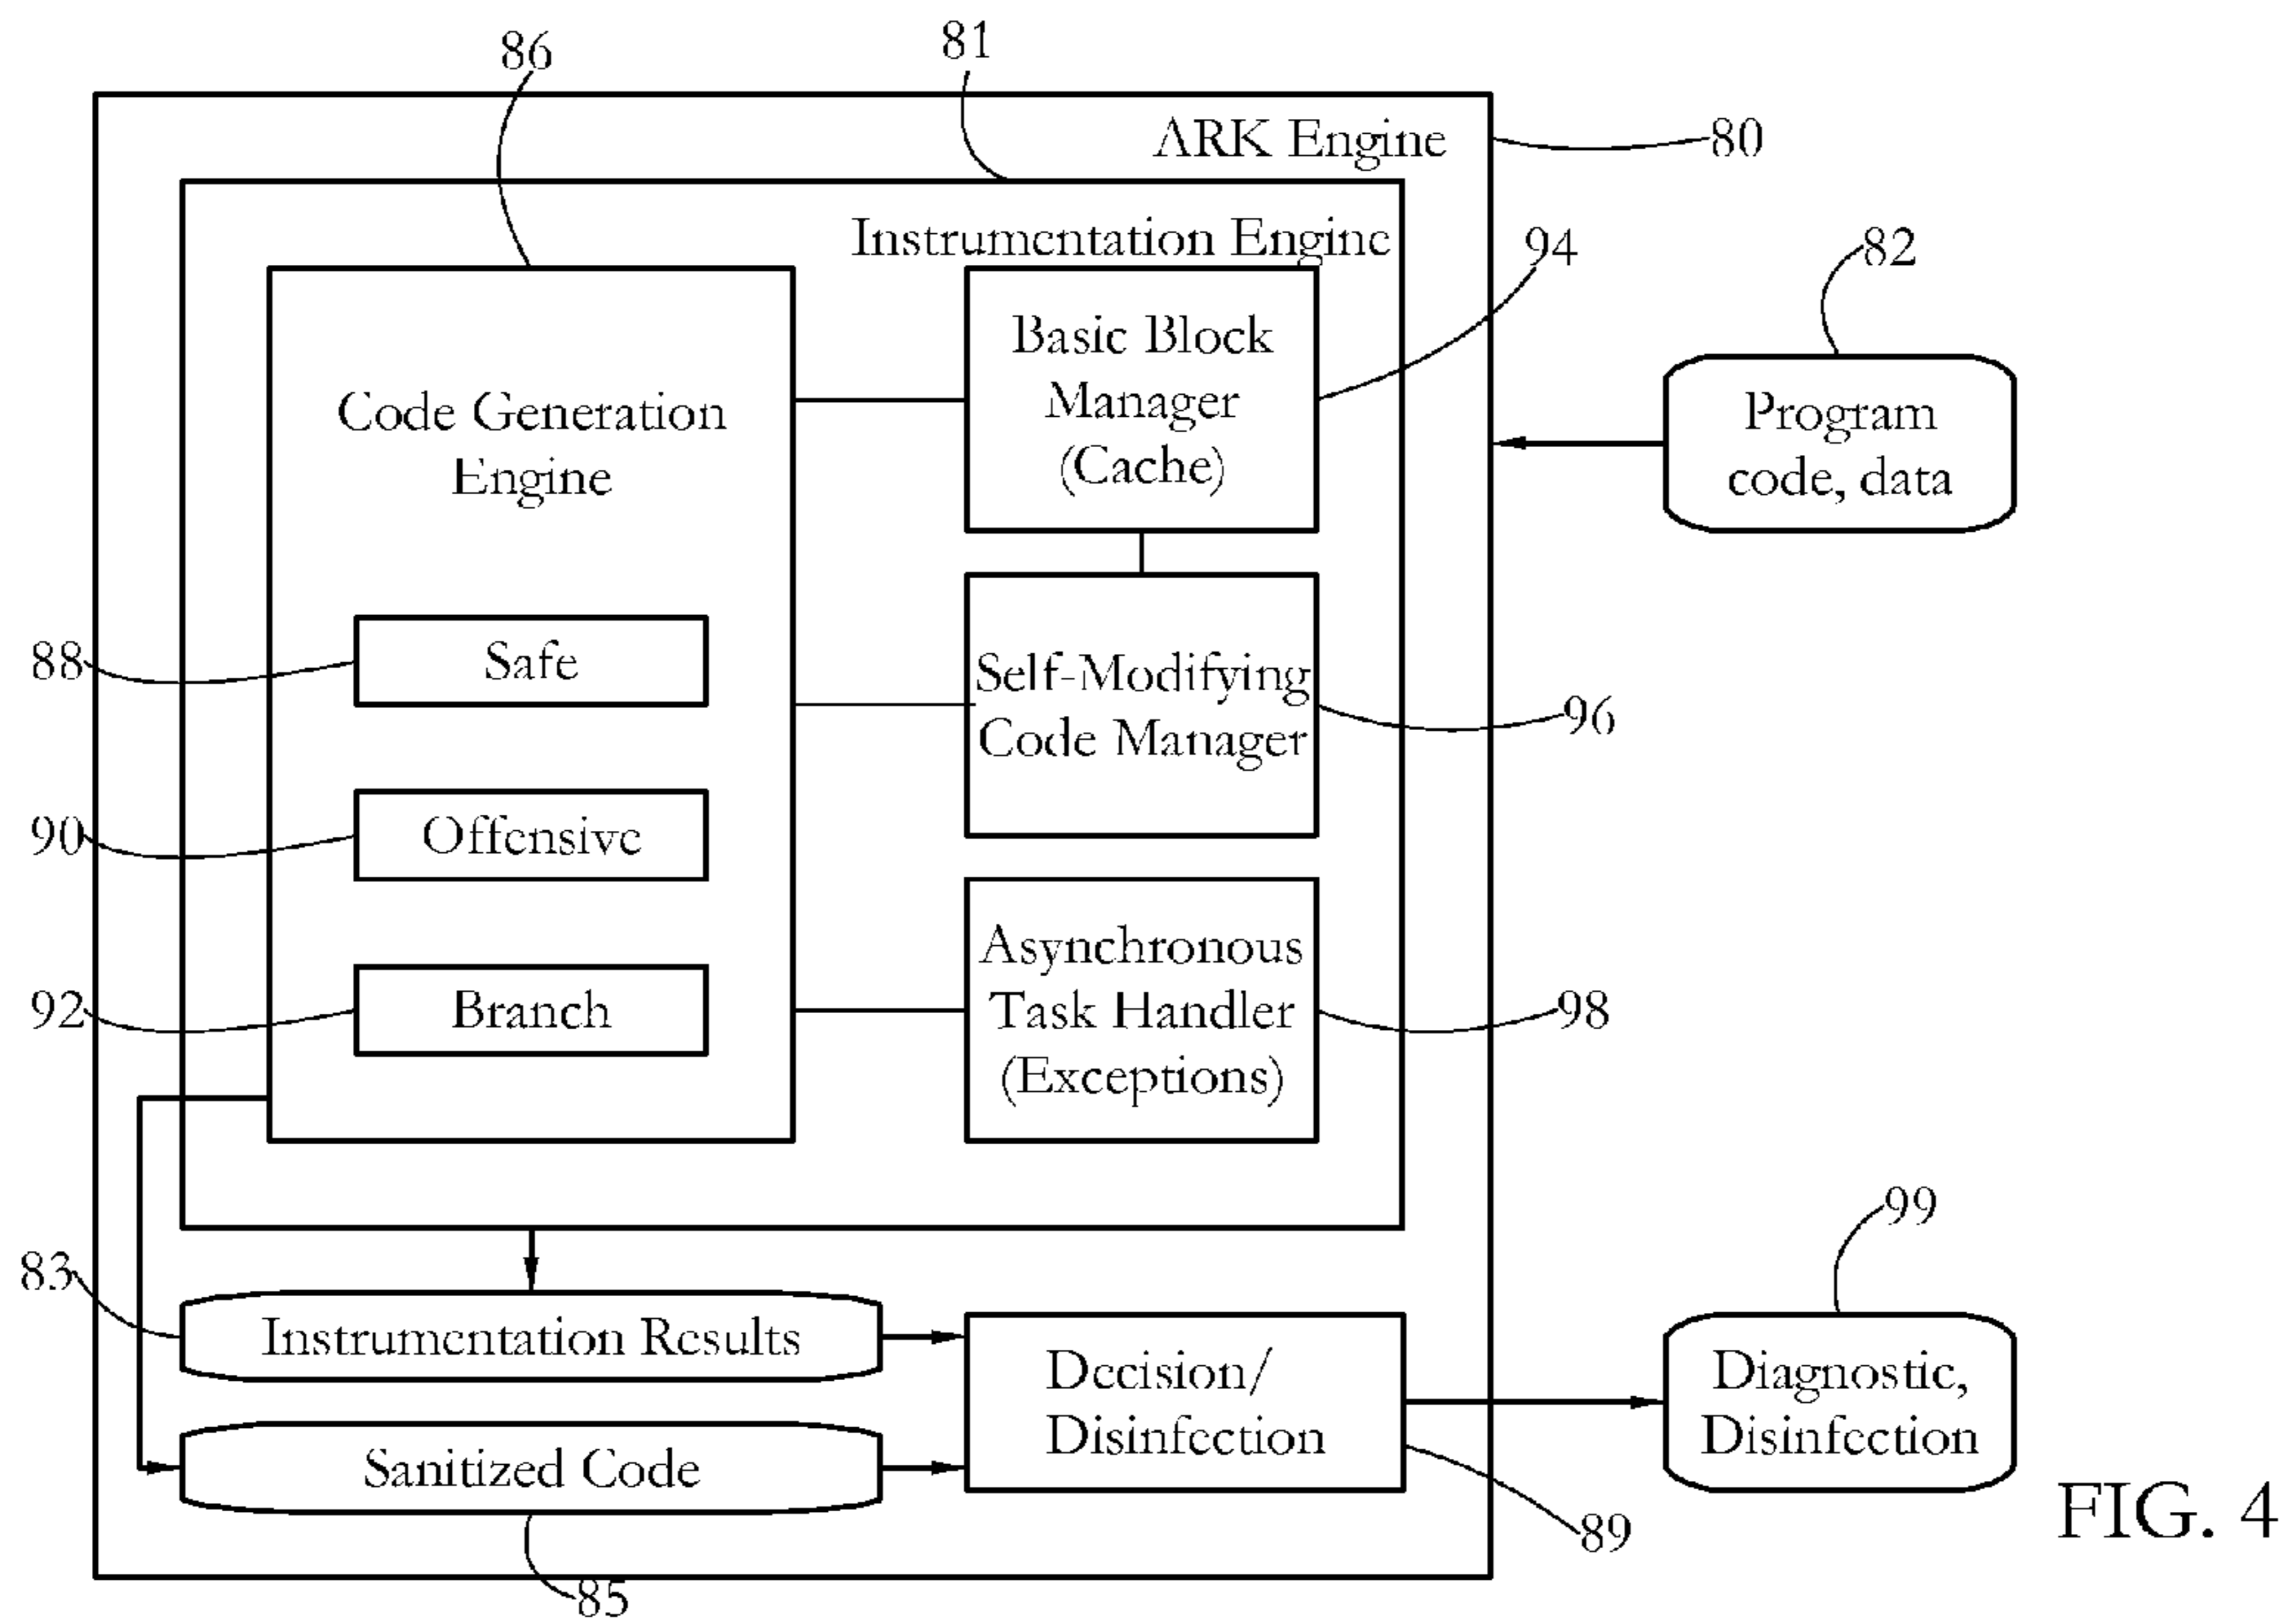 86
81
ARK Engine
80
Instrumentation Engine
94
82
Code Generation
Engine
Basic Block
Manager
(Cache)
Program
code, data
88
Safe
Self-Modifying
Code Manager
96
90
Offensive
92
Branch
Asynchronous
Task Handler
(Exceptions)
98
99
83
Instrumentation Results
Decision/
Disinfection
Diagnostic,
Disinfection
Sanitized Code
89
85
FIG. 4